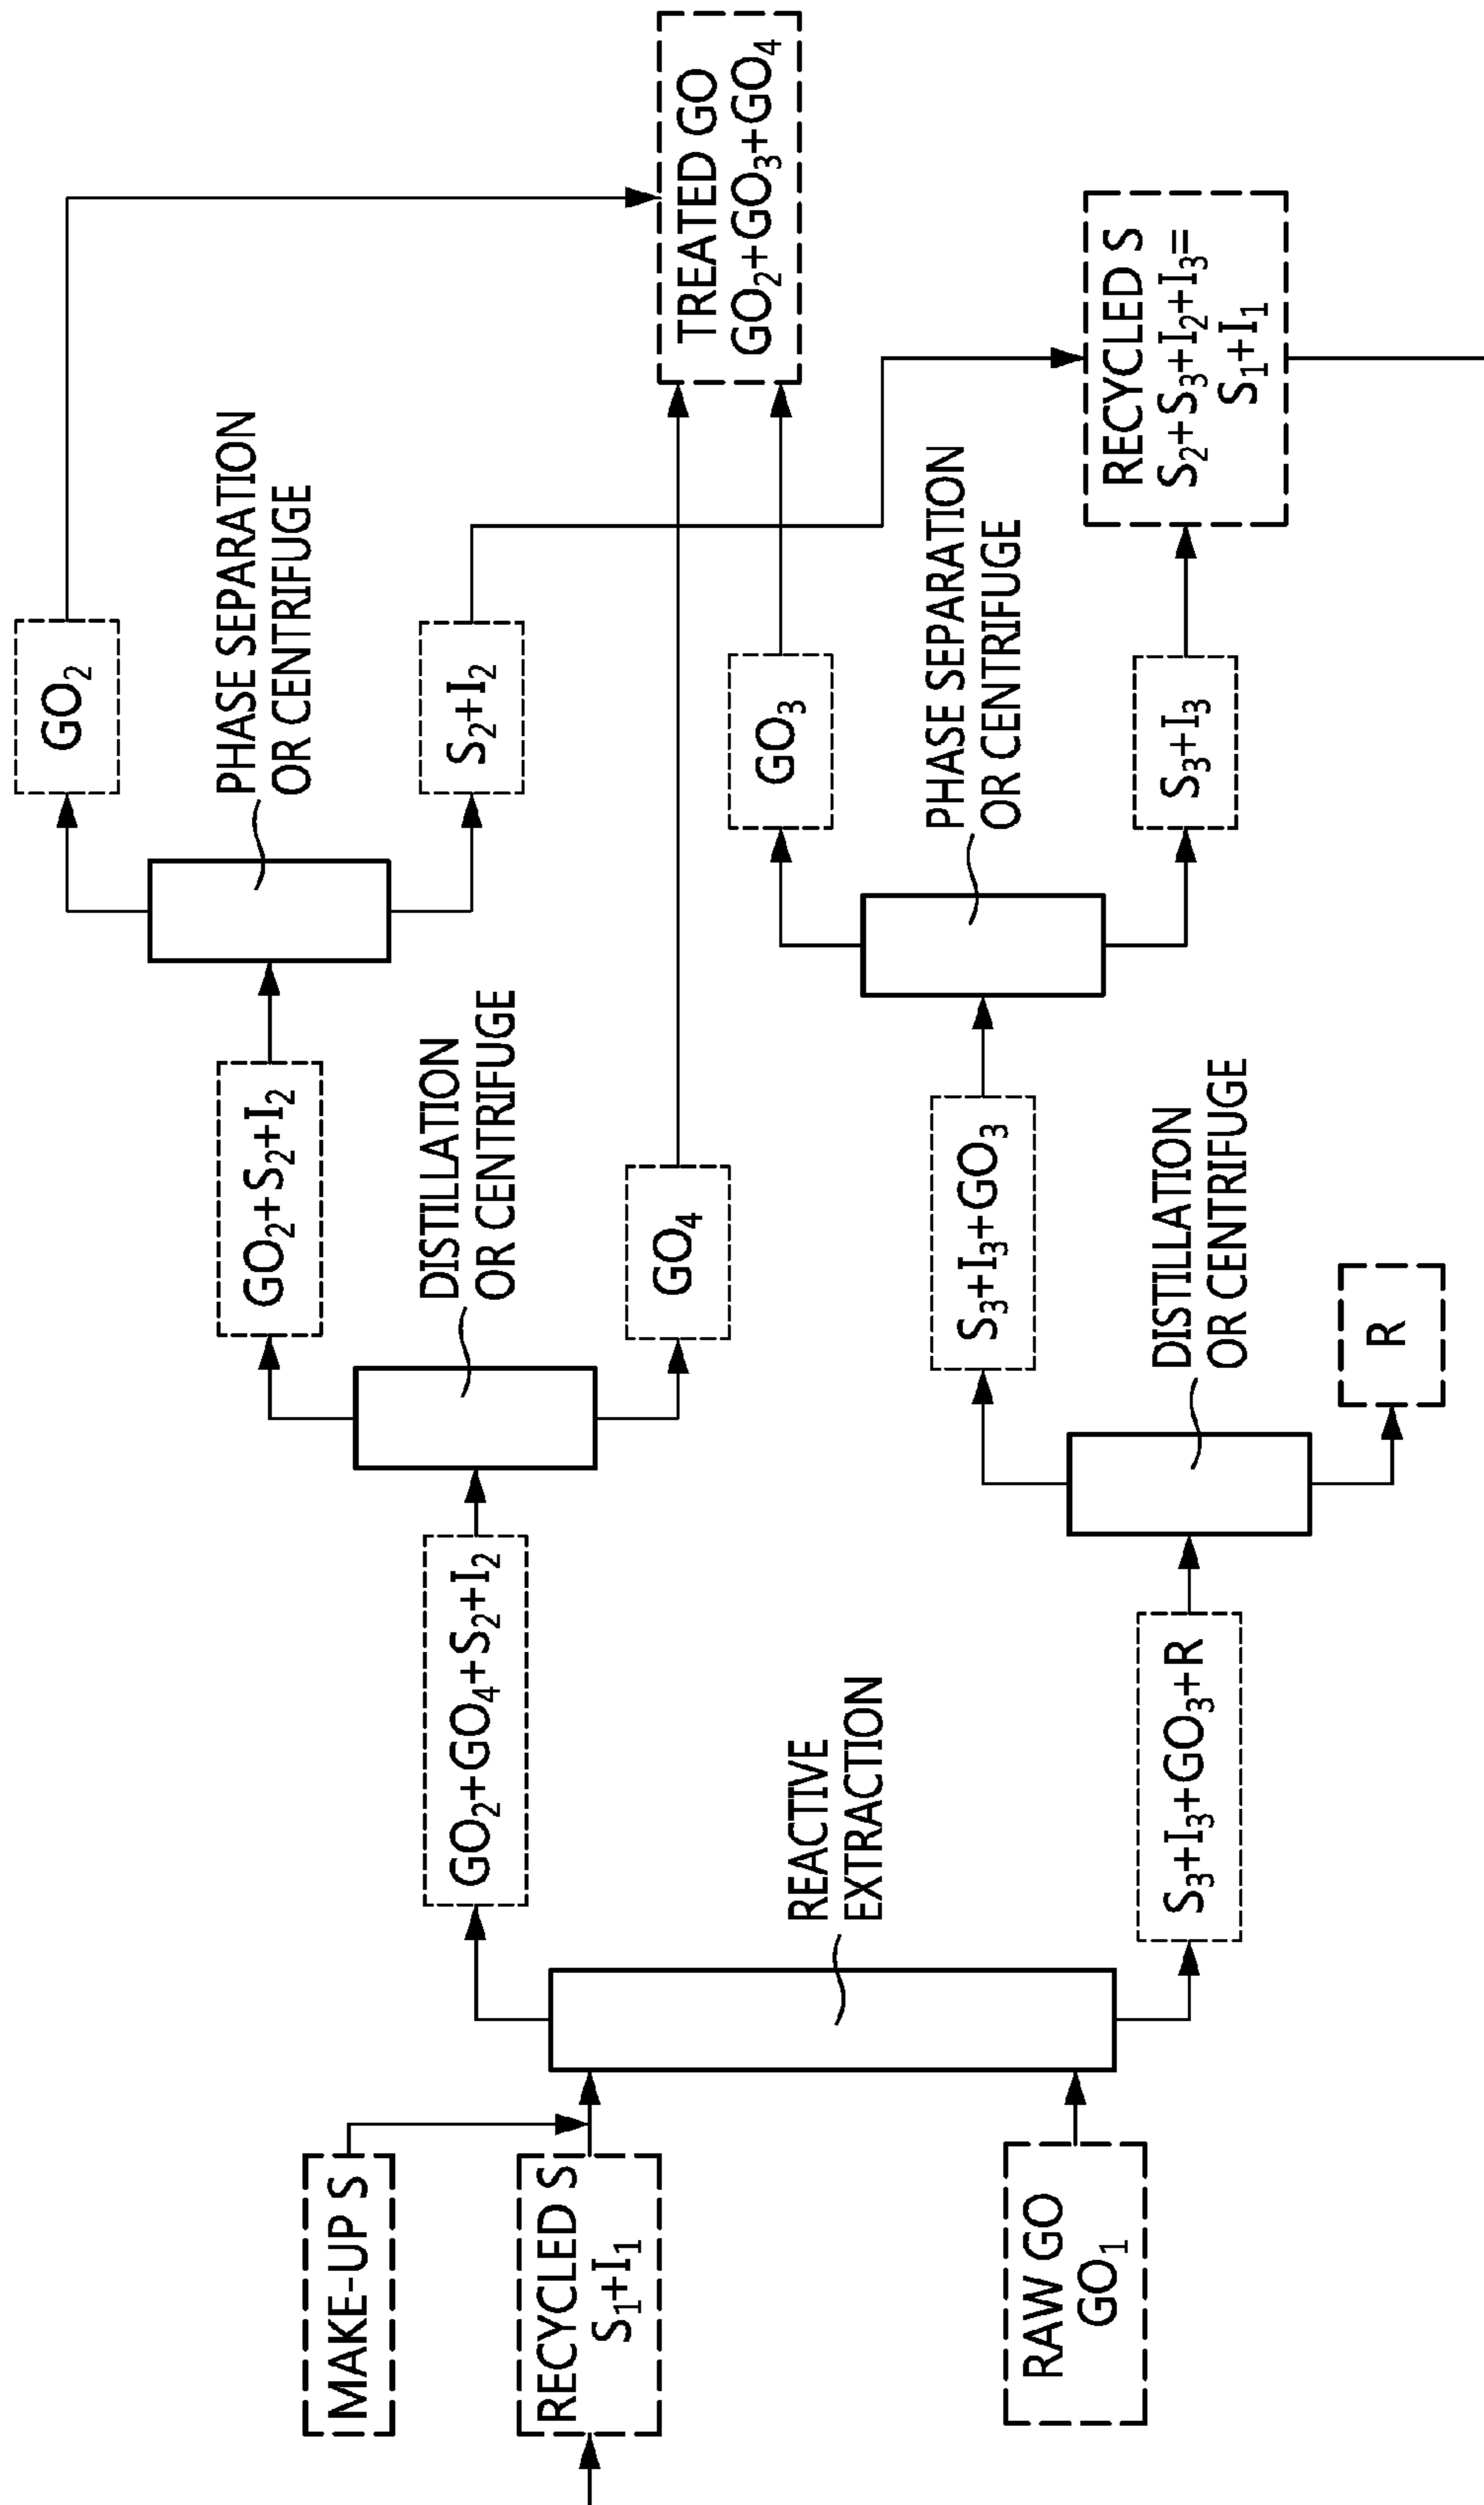 MAKE-UP S
RECYCLED S
S₁+I₁
RAW GO
GO₁
REACTIVE
EXTRACTION
GO₂+GO₄+S₂+I₂
S₃+I₃+GO₃+R
DISTILLATION
OR CENTRIFUGE
GO₂+S₂+I₂
GO₄
DISTILLATION
OR CENTRIFUGE
S₃+I₃+GO₃
R
PHASE SEPARATION
OR CENTRIFUGE
GO₂
S₂+I₂
PHASE SEPARATION
OR CENTRIFUGE
GO₃
S₃+I₃
TREATED GO
GO₂+GO₃+GO₄
RECYCLED S
S₂+S₃+I₂+I₃=
S₁+I₁